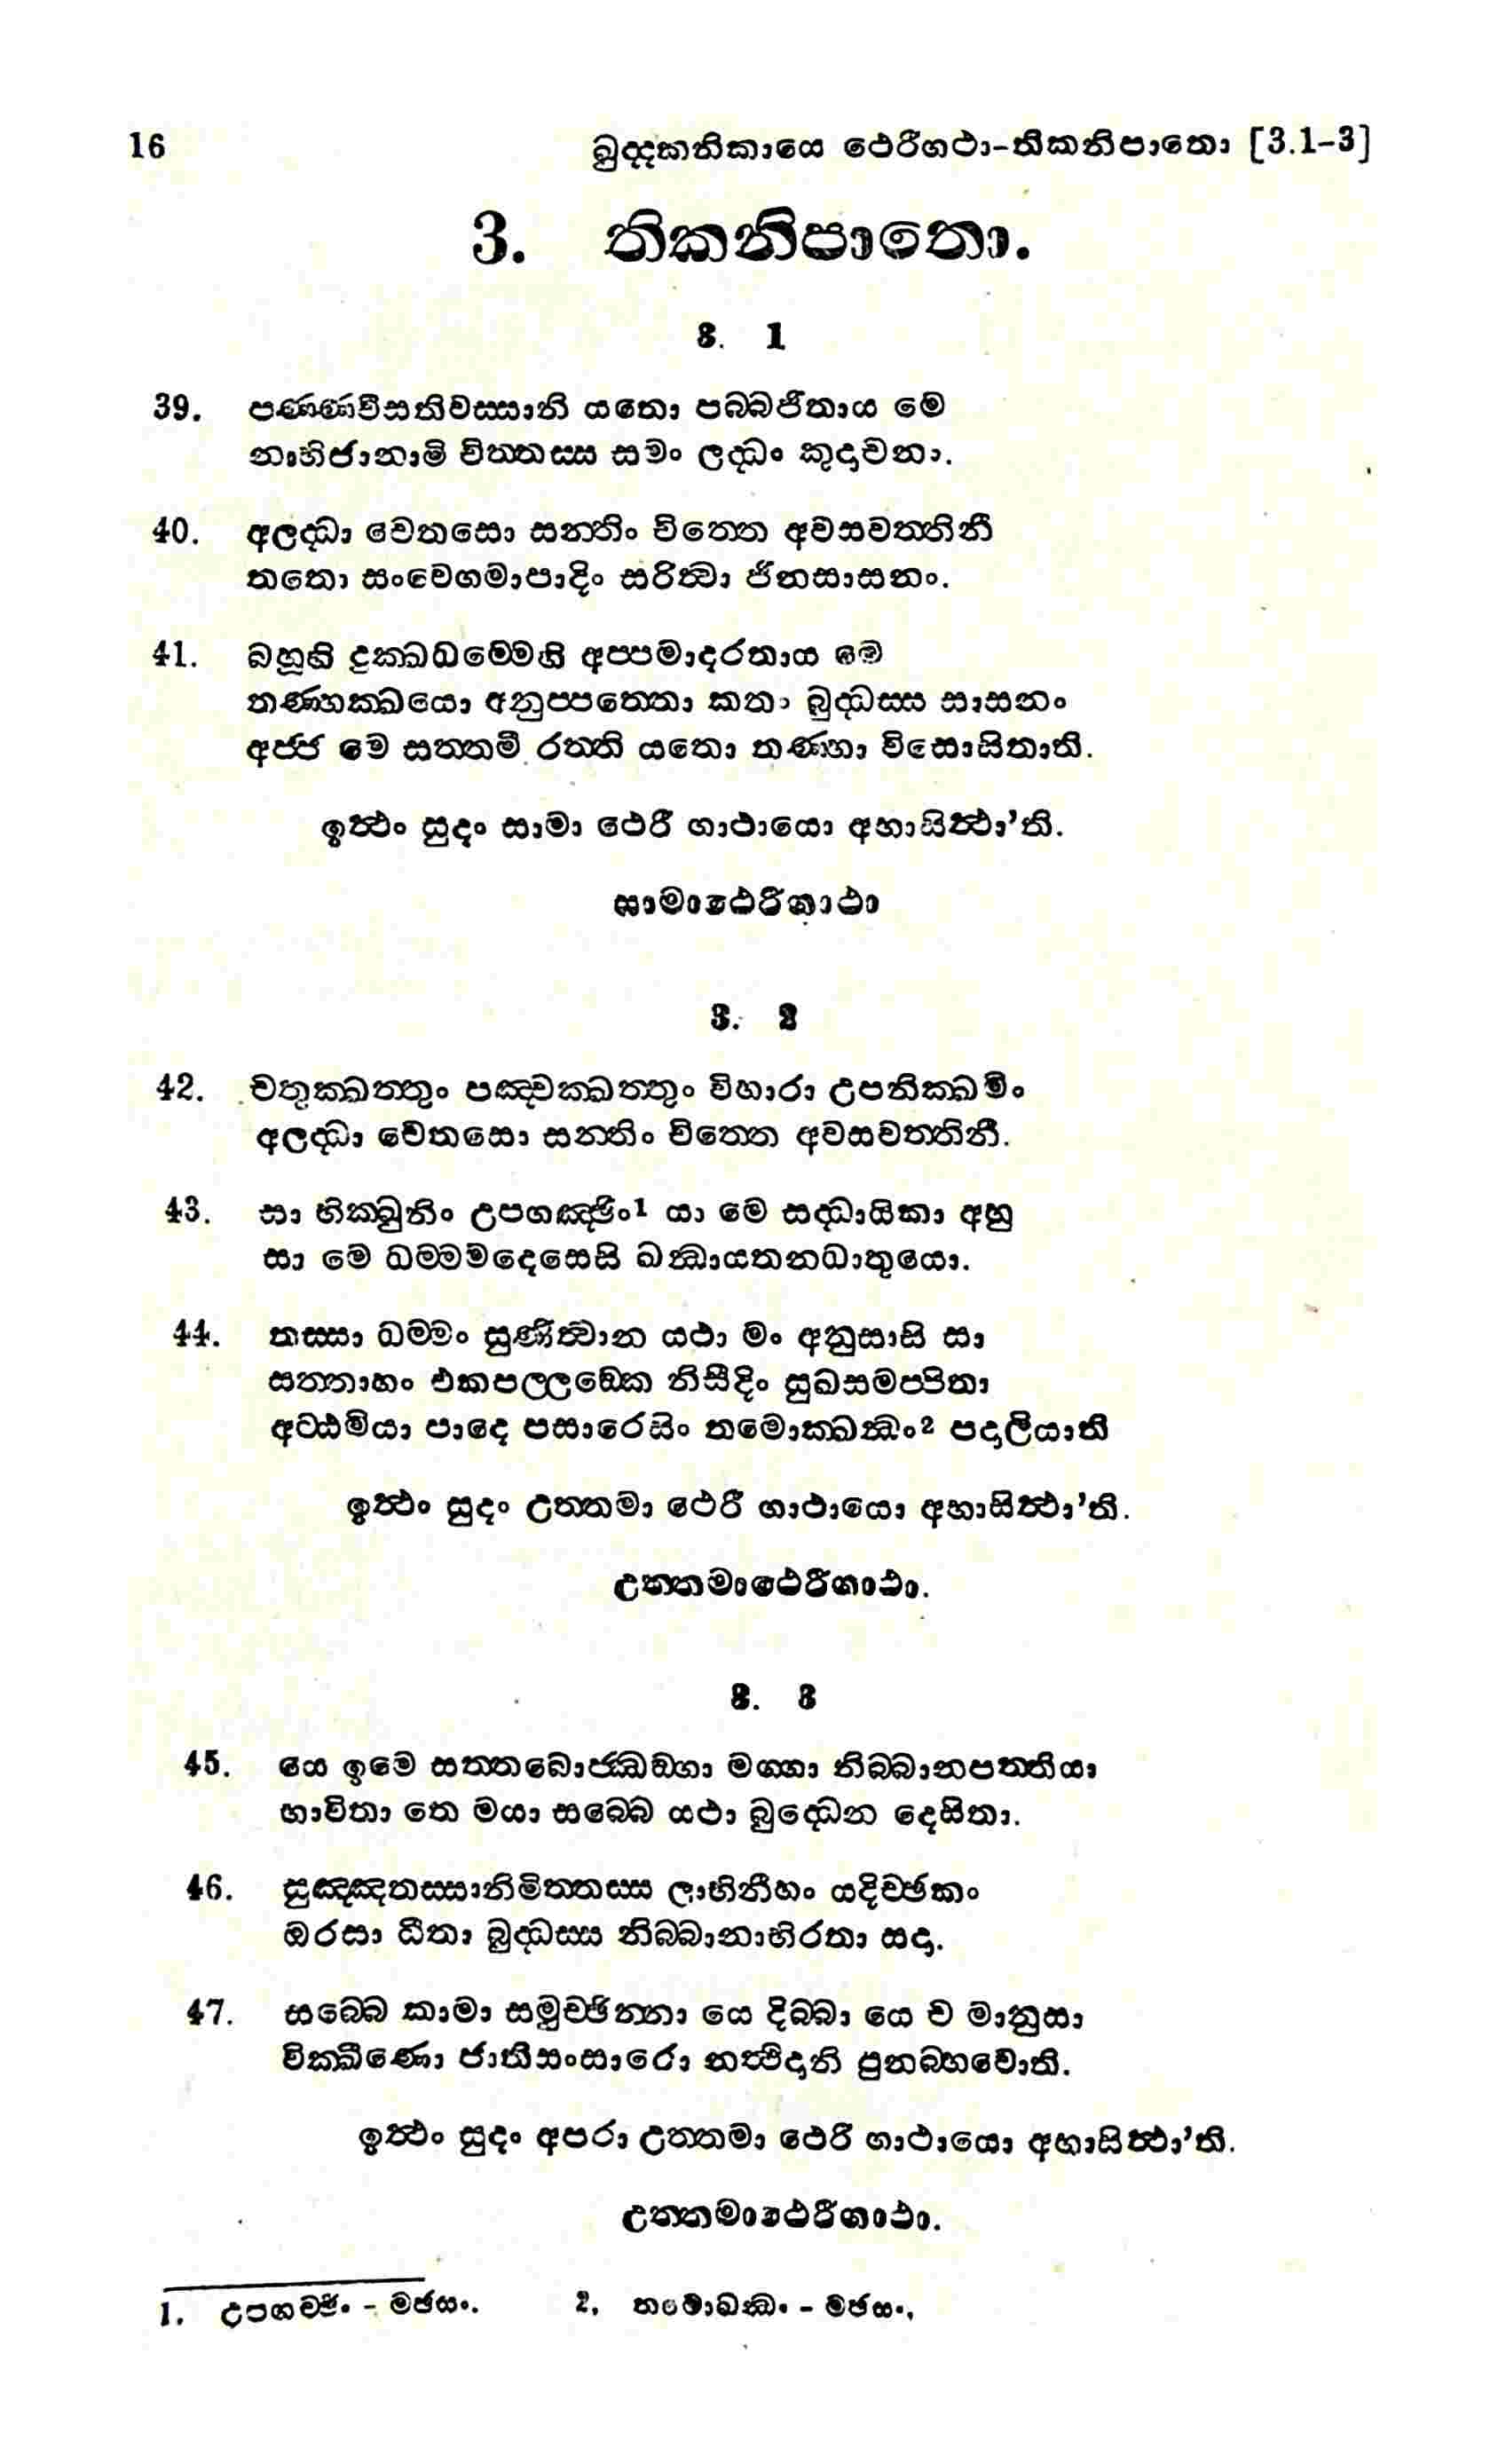 16 ඛුද්දකනිකායෙ ථෙරීගථා-තිකනිපාතො [3.1-3]
3. තිකනිපාතො.
3. 1
39. පණ්ණවීසතිවස්සානි යතො පබ්බජිතාය මෙ
නාභිජානාමි චිත්තස්ස සමං ලද්ධං කුදාචනා.
40. අලද්ධා චෙතසො සන්තිං චිත්තෙ අවසවත්තිනී
තතො සංවෙගමාපාදිං සරිත්වා ජිනසාසනං.
41. බහූහි දුක්ඛධම්මෙහි අප්පමාදරතාය මෙ
තණ්හක්ඛයො අනුප්පත්තො කතා බුද්ධස්ස සාසනං
අජ්ජ මෙ සත්තමී රත්ති යතො තණ්හා විසොසිතාති.
ඉත්ථං සුදං සාමා ථෙරී ගාථායො අභාසිත්ථා'ති.
සාමාථෙරීගාථා
3. 2
42. චතුක්ඛත්තුං පඤ්චක්ඛත්තුං විහාරා උපනික්ඛමිං
අලද්ධා චෙතසො සන්තිං චිත්තෙ අවසවත්තිනී.
43. සා භික්ඛුනිං උපගඤ්ඡිං1 යා මෙ සද්ධායිකා අහු
සා මෙ ධම්මමදෙසෙසි ඛන්ධායතනධාතුයො.
44. තස්සා ධම්මං සුණිත්වාන යථා මං අනුසාසි සා
සත්තාහං එකපල්ලඞ්කෙ නිසීදිං සුඛසමප්පිතා
අට්ඨමියා පාදෙ පසාරෙසිං තමොක්ඛන්ධං2 පදාලියාති
ඉත්ථං සුදං උත්තමා ථෙරී ගාථායො අභාසිත්ථා'ති.
උත්තමාථෙරීගාථා.
3. 3
45. යෙ ඉමෙ සත්තබොජ්ඣඞ්ගා මග්ගා නිබ්බානපත්තියා
භාවිතා තෙ මයා සබ්බෙ යථා බුද්ධෙන දෙසිතා.
46. සුඤ්ඤතස්සානිමිත්තස්ස ලාභිනීහං යදිච්ඡකං
ඔරසා ධීතා බුද්ධස්ස නිබ්බානාභිරතා සදා.
47. සබ්බෙ කාමා සමුච්ඡින්නා යෙ දිබ්බා යෙ ච මානුසා
වික්ඛීණො ජාතිසංසාරො නත්ථිදානි පුනබ්භවොති.
ඉත්ථං සුදං අපරා උත්තමා ථෙරී ගාථායො අභාසිත්ථා'ති.
උත්තමාථෙරීගාථා.
1. උපගච්ඡිං - මජසං. 2. තමොඛන්ධං - මජසං.